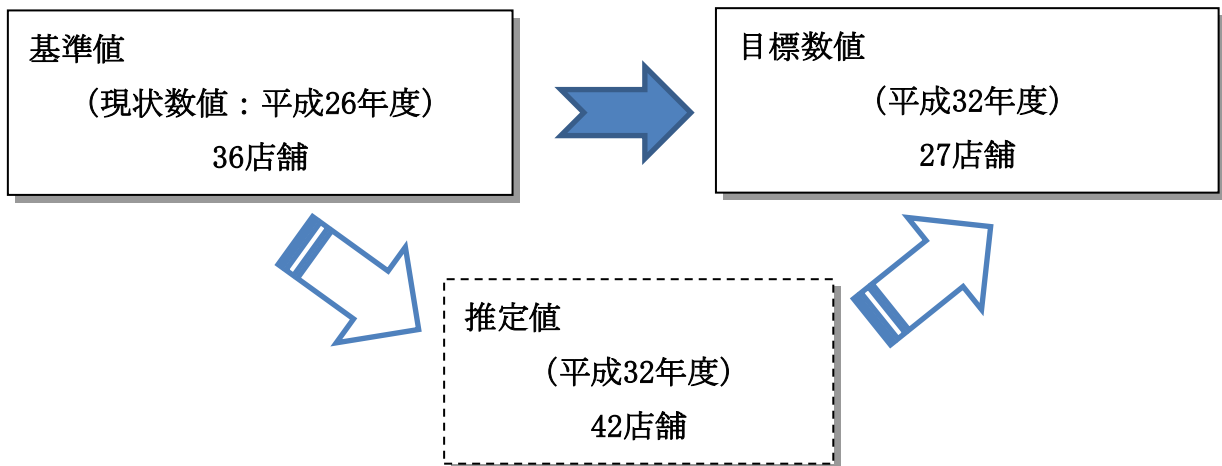 基準値
（現状数値：平成26年度）
36店舗
目標数値
（平成32年度）
27店舗
推定値
（平成32年度）
42店舗